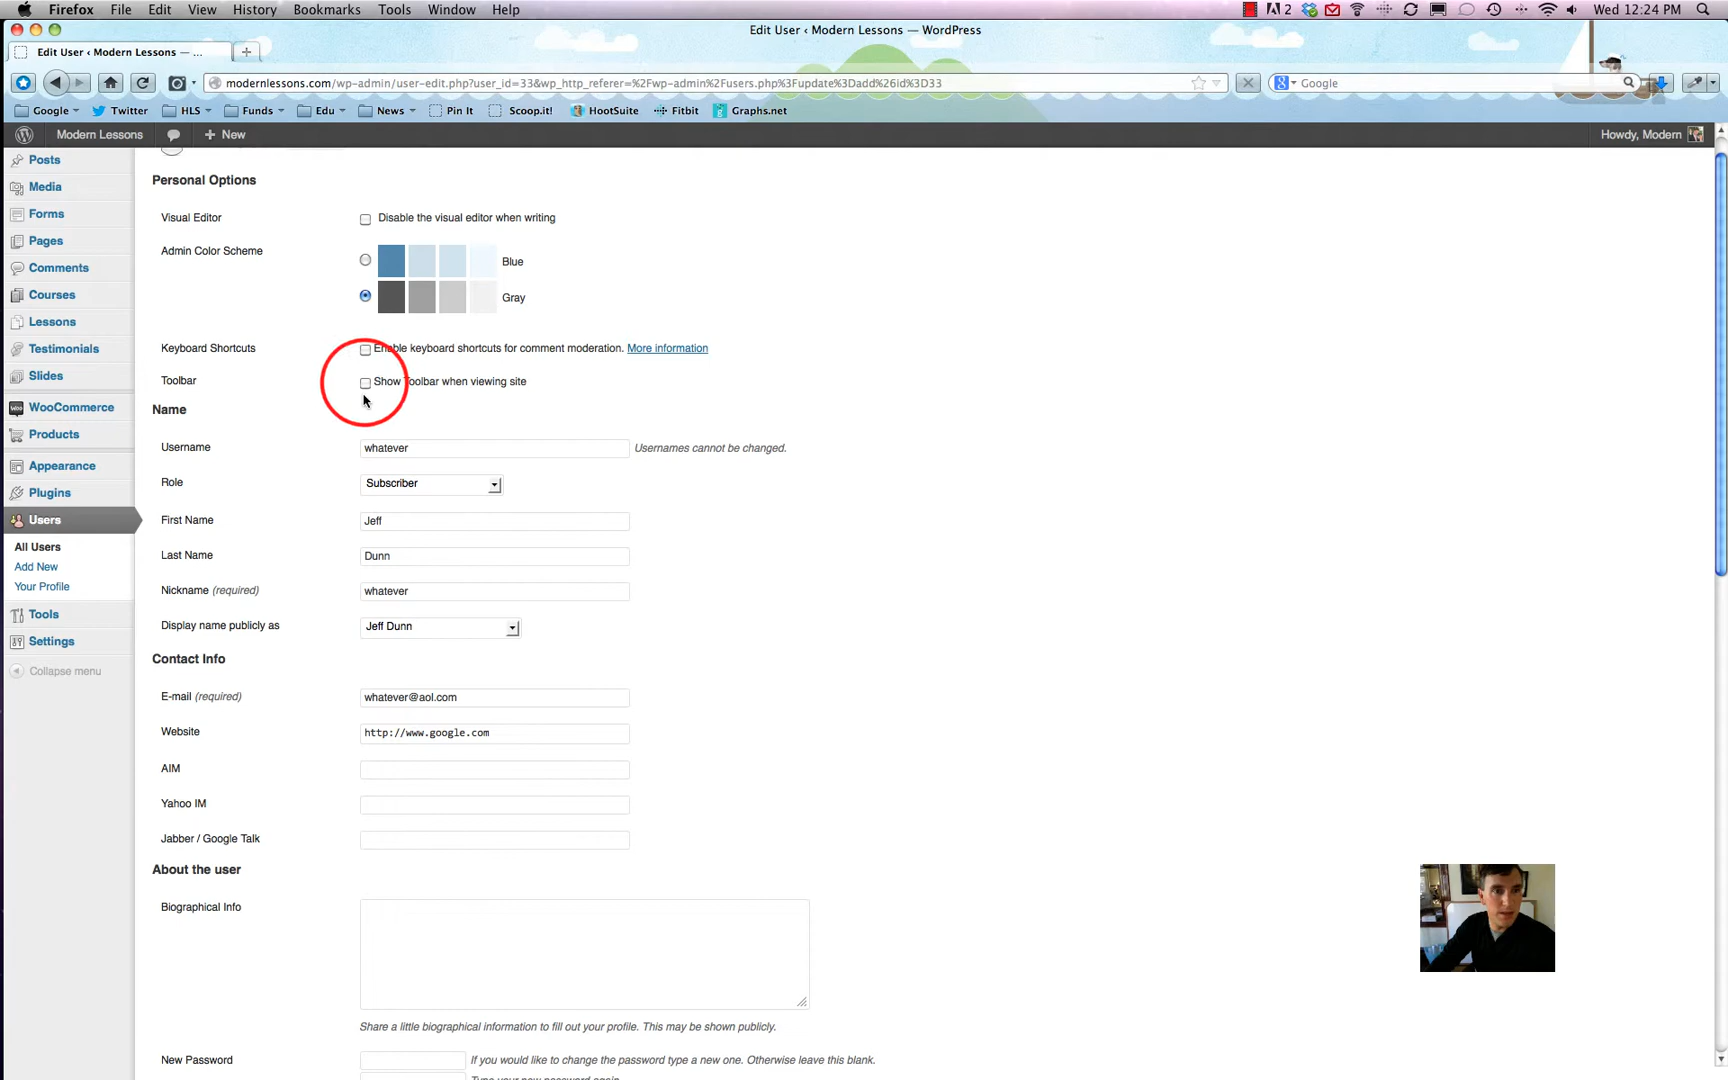 Firefox File Edit View History Bookmarks Tools Window Help 2 Wed 12:24 PM
Edit User ‹ Modern Lessons — WordPress
Edit User ‹ Modern Lessons — ...
modernlessons.com/wp-admin/user-edit.php?user_id=33&wp_http_referer=%2Fwp-admin%2Fusers.php%3Fupdate%3Dadd%26id%3D33 Google
Google Twitter HLS Funds Edu News Pin It Scoop.it! HootSuite Fitbit Graphs.net
Modern Lessons + New Howdy, Modern
Posts
Media
Forms
Pages
Comments
Courses
Lessons
Testimonials
Slides
WooCommerce
Products
Appearance
Plugins
Users
All Users
Add New
Your Profile
Tools
Settings
Collapse menu
Personal Options
Visual Editor Disable the visual editor when writing
Admin Color Scheme
Blue
Gray
Keyboard Shortcuts Enable keyboard shortcuts for comment moderation. More information
Toolbar Show Toolbar when viewing site
Name
Username whatever Usernames cannot be changed.
Role Subscriber
First Name Jeff
Last Name Dunn
Nickname (required) whatever
Display name publicly as Jeff Dunn
Contact Info
E-mail (required) whatever@aol.com
Website http://www.google.com
AIM
Yahoo IM
Jabber / Google Talk
About the user
Biographical Info
Share a little biographical information to fill out your profile. This may be shown publicly.
New Password If you would like to change the password type a new one. Otherwise leave this blank.
Type your new password again.